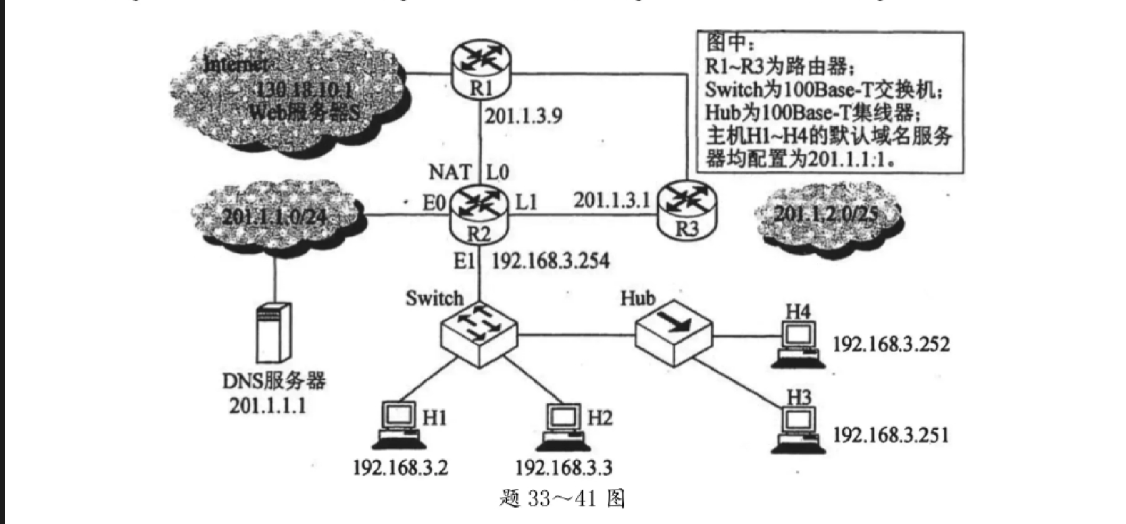 Internet
130.18.10.1
Web服务器S
R1
201.1.3.9
图中：
R1~R3为路由器；
Switch为100Base-T交换机；
Hub为100Base-T集线器；
主机H1~H4的默认域名服务
器均配置为201.1.1.1。
NAT L0
201.1.1.0/24
E0
R2
L1
201.1.3.1
R3
201.1.2.0/25
E1
192.168.3.254
Switch
Hub
H4
192.168.3.252
DNS服务器
201.1.1.1
H1
192.168.3.2
H2
192.168.3.3
H3
192.168.3.251
题 33～41 图